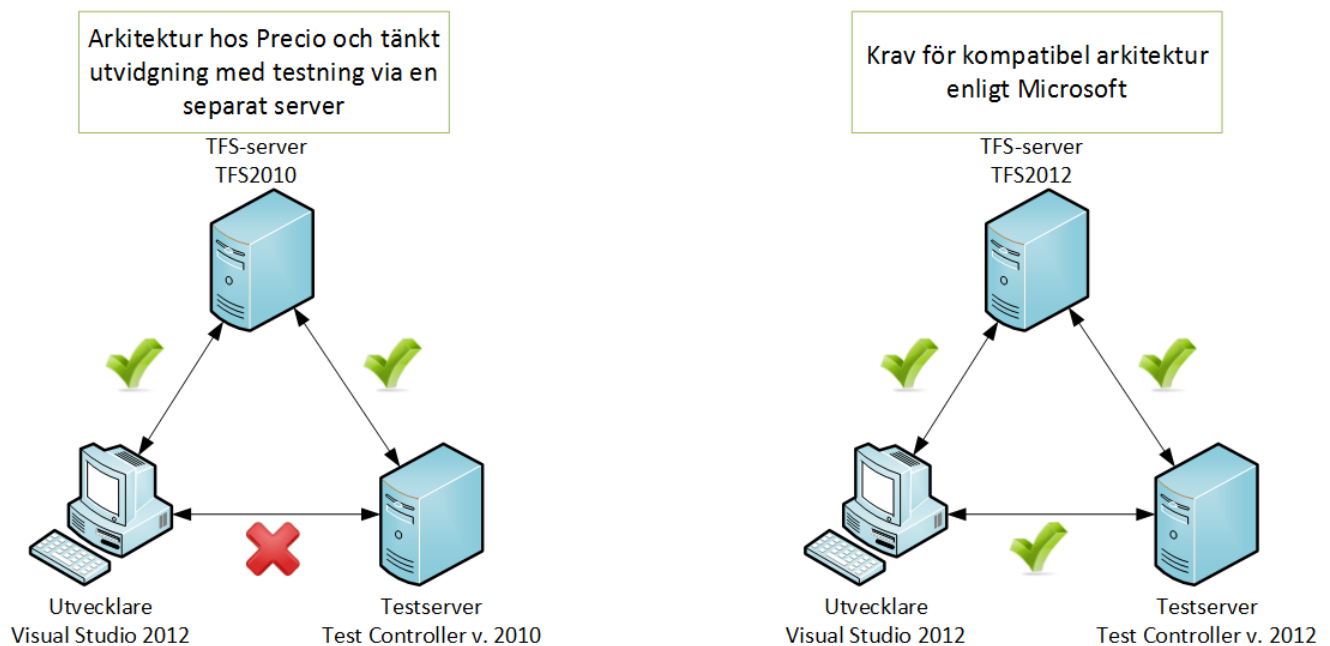 Arkitektur hos Precio och tänkt
utvidgning med testning via en
separat server
TFS-server
TFS2010
Utvecklare
Visual Studio 2012
Testserver
Test Controller v. 2010
Krav för kompatibel arkitektur
enligt Microsoft
TFS-server
TFS2012
Utvecklare
Visual Studio 2012
Testserver
Test Controller v. 2012